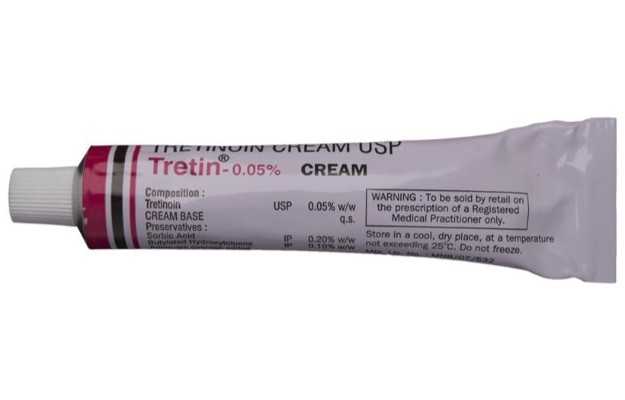 TRETINOIN CREAM USP
Tretin®-0.05% CREAM
Composition :
Tretinoin USP 0.05% w/w
CREAM BASE q.s.
Preservatives :
Sorbic Acid IP 0.20% w/w
Butylated Hydroxytoluene IP 0.10% w/w
WARNING : To be sold by retail on
the prescription of a Registered
Medical Practitioner only.
Store in a cool, dry place, at a temperature
not exceeding 25°C. Do not freeze.